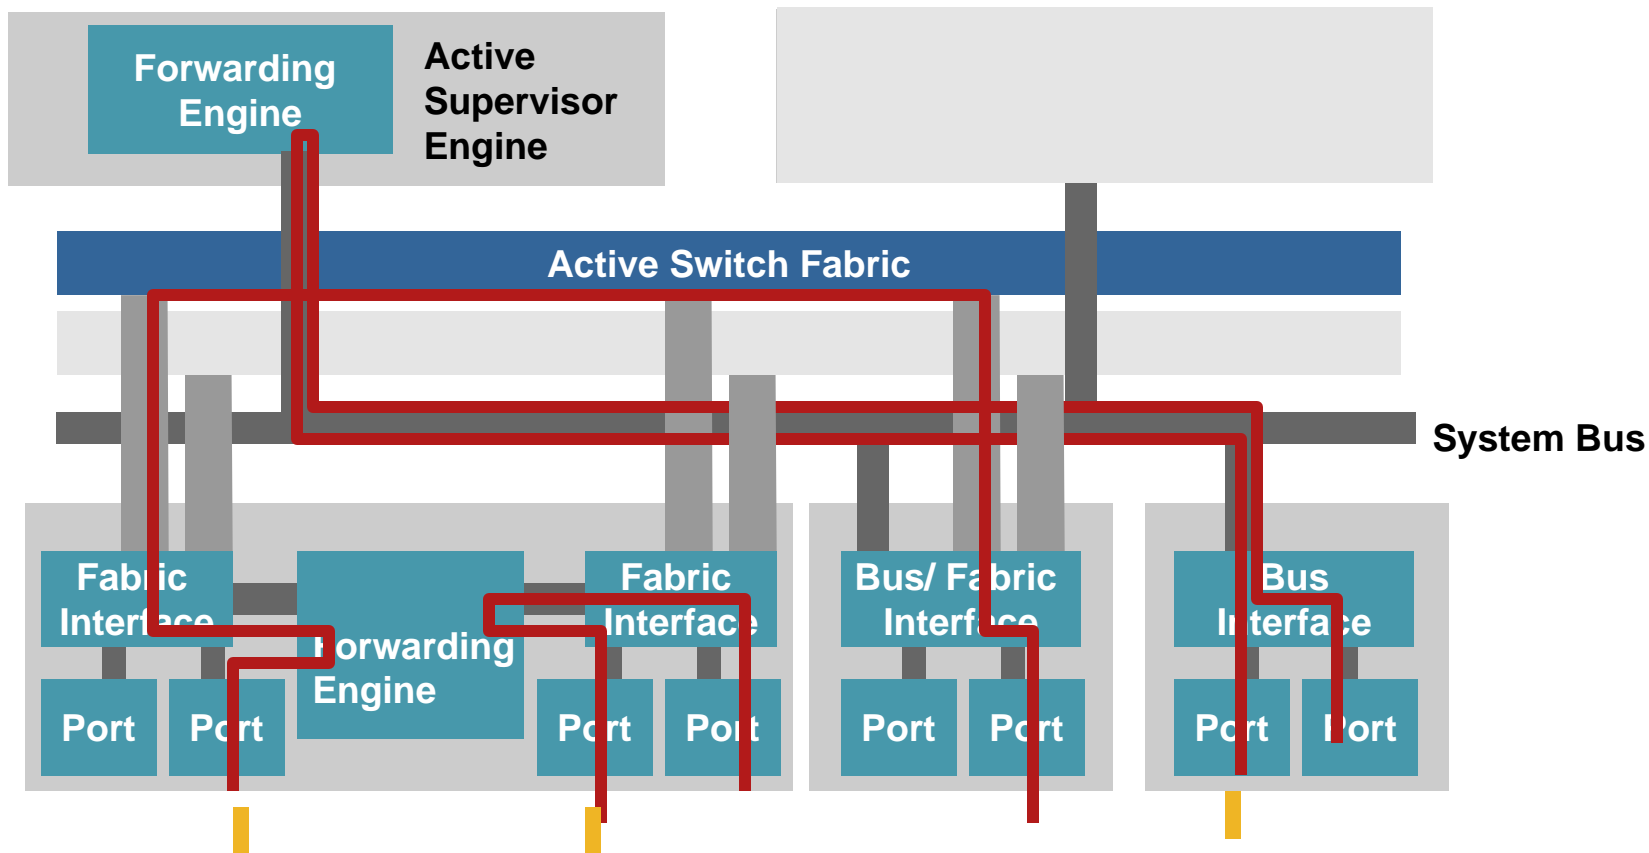 Forwarding
Engine
Active
Supervisor
Engine
Active Switch Fabric
System Bus
Fabric
Interface
Forwarding
Engine
Fabric
Interface
Bus/ Fabric
Interface
Bus
Interface
Port
Port
Port
Port
Port
Port
Port
Port